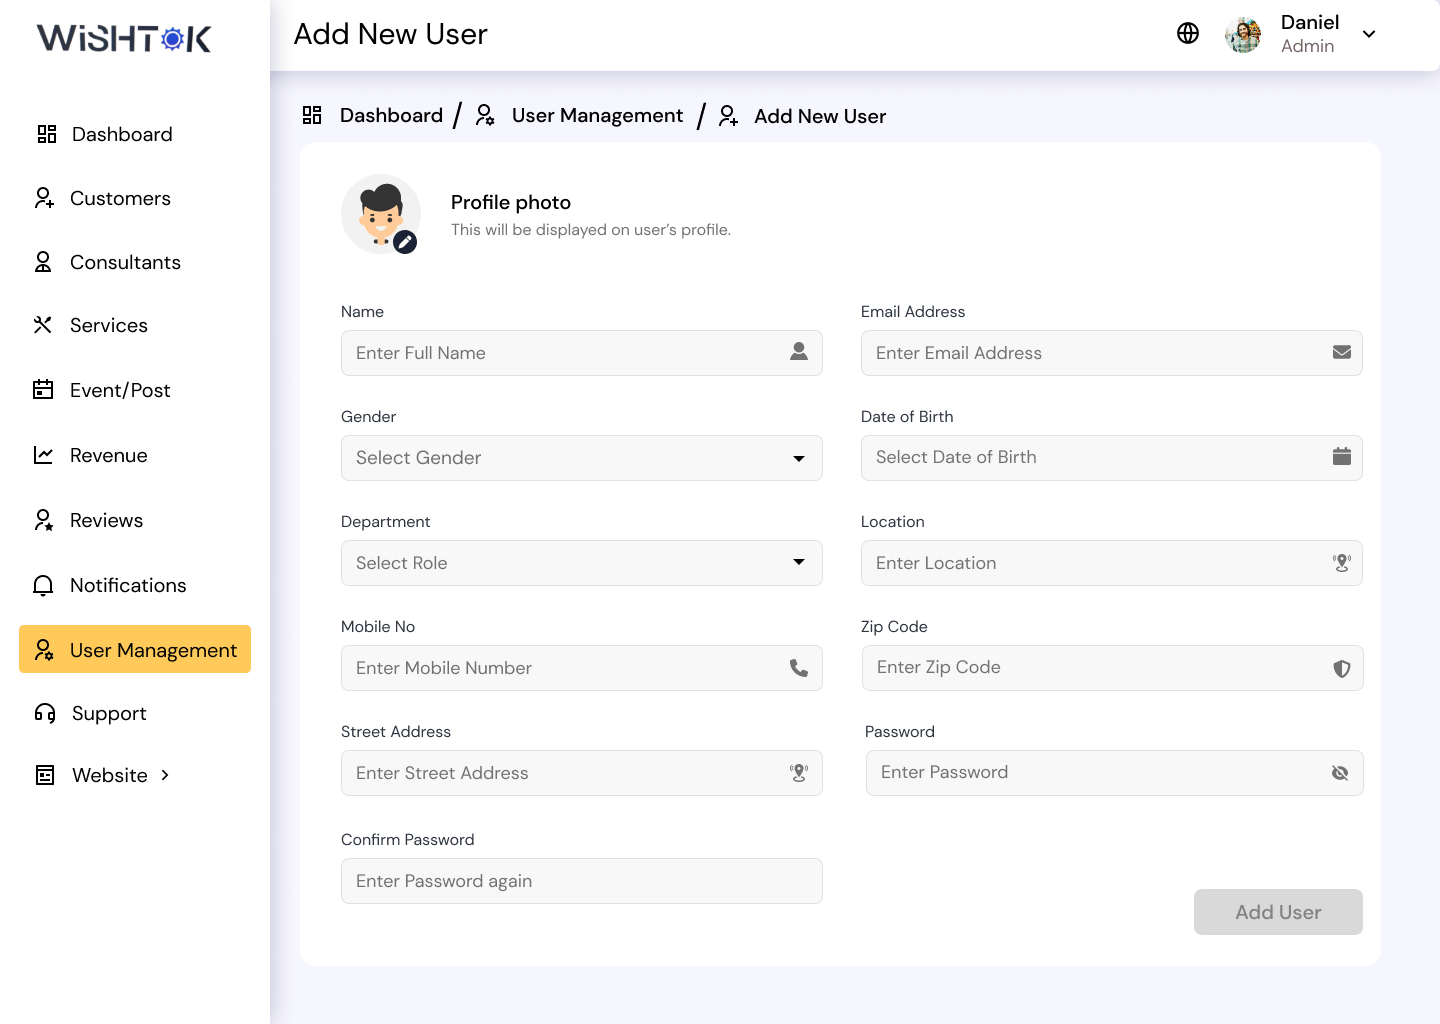 WiSHTOK
Add New User
Daniel
Admin
Dashboard
Customers
Consultants
Services
Event/Post
Revenue
Reviews
Notifications
User Management
Support
Website
Dashboard / User Management / Add New User
Profile photo
This will be displayed on user’s profile.
Name
Enter Full Name
Email Address
Enter Email Address
Gender
Select Gender
Date of Birth
Select Date of Birth
Department
Select Role
Location
Enter Location
Mobile No
Enter Mobile Number
Zip Code
Enter Zip Code
Street Address
Enter Street Address
Password
Enter Password
Confirm Password
Enter Password again
Add User